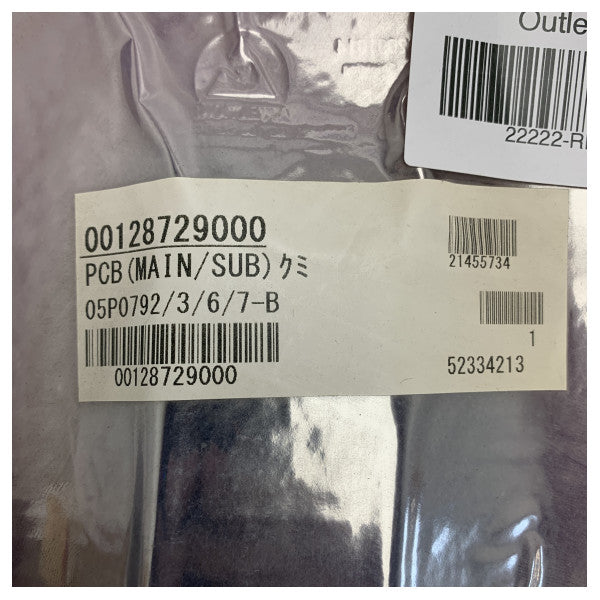 Outle
22222-R
00128729000
PCB(MAIN/SUB)クミ
05P0792/3/6/7-B
00128729000
21455734
1
52334213